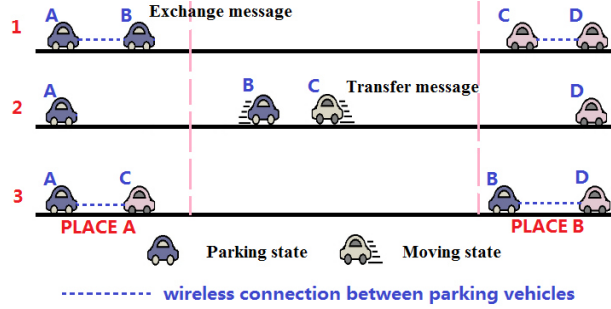 1 A B Exchange message C D
2 A B C Transfer message D
3 A C B D
PLACE A PLACE B
Parking state Moving state
wireless connection between parking vehicles